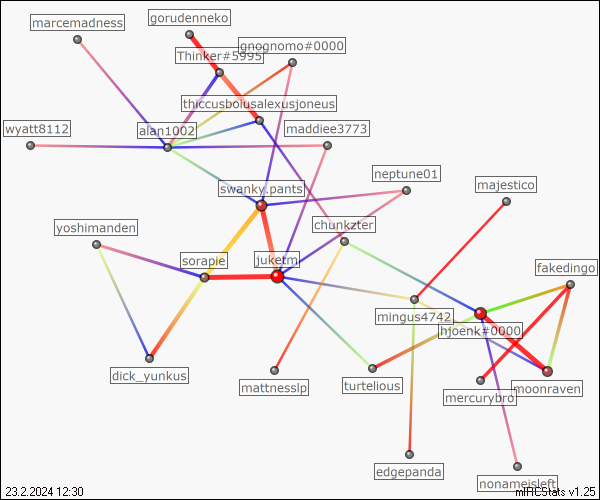 gorudenneko
marcemadness
gnognomo#0000
Thinker#5995
thiccusboiusalexusjoneus
wyatt8112
alan1002
maddiee3773
neptune01
swanky.pants
majestico
chunkzter
yoshimanden
sorapie
juketm
fakedingo
mingus4742
hjoenk#0000
dick_yunkus
mattnesslp
turtelious
mercurybro
moonraven
edgepanda
nonameisleft
23.2.2024 12:30
mIRCStats v1.25